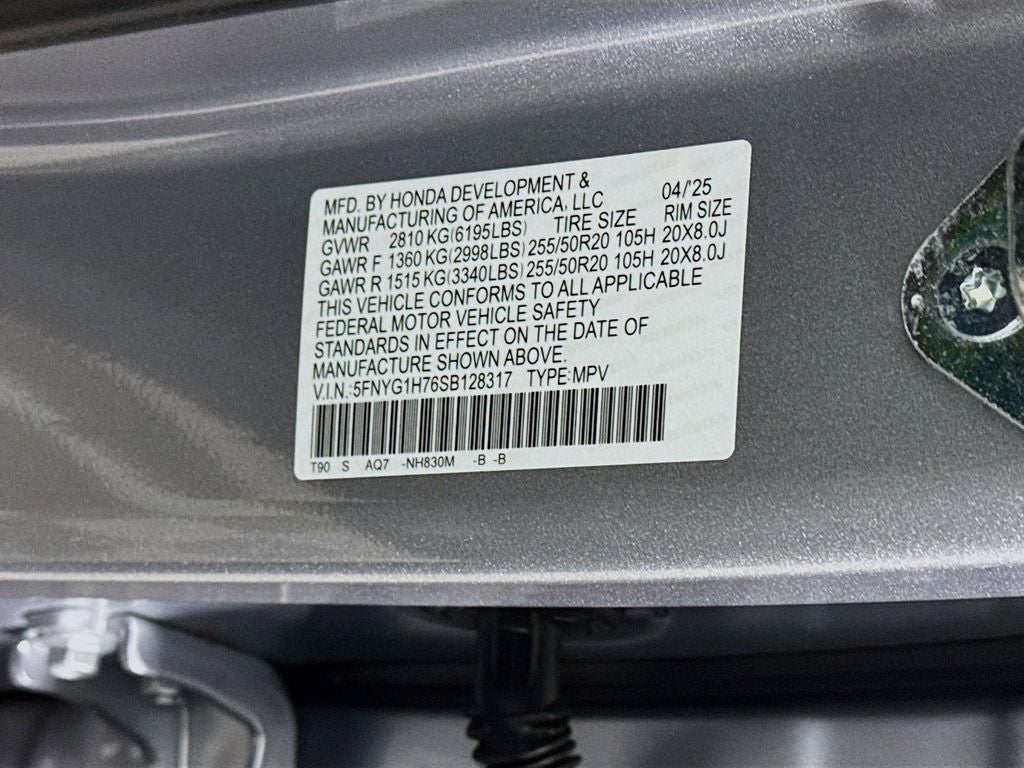 MFD. BY HONDA DEVELOPMENT & 04/'25
MANUFACTURING OF AMERICA, LLC
GVWR 2810 KG(6195LBS) TIRE SIZE RIM SIZE
GAWR F 1360 KG(2998LBS) 255/50R20 105H 20X8.0J
GAWR R 1515 KG(3340LBS) 255/50R20 105H 20X8.0J
THIS VEHICLE CONFORMS TO ALL APPLICABLE
FEDERAL MOTOR VEHICLE SAFETY
STANDARDS IN EFFECT ON THE DATE OF
MANUFACTURE SHOWN ABOVE.
V.I.N.:5FNYG1H76SB128317 TYPE:MPV
T90 S AQ7 -NH830M -B -B